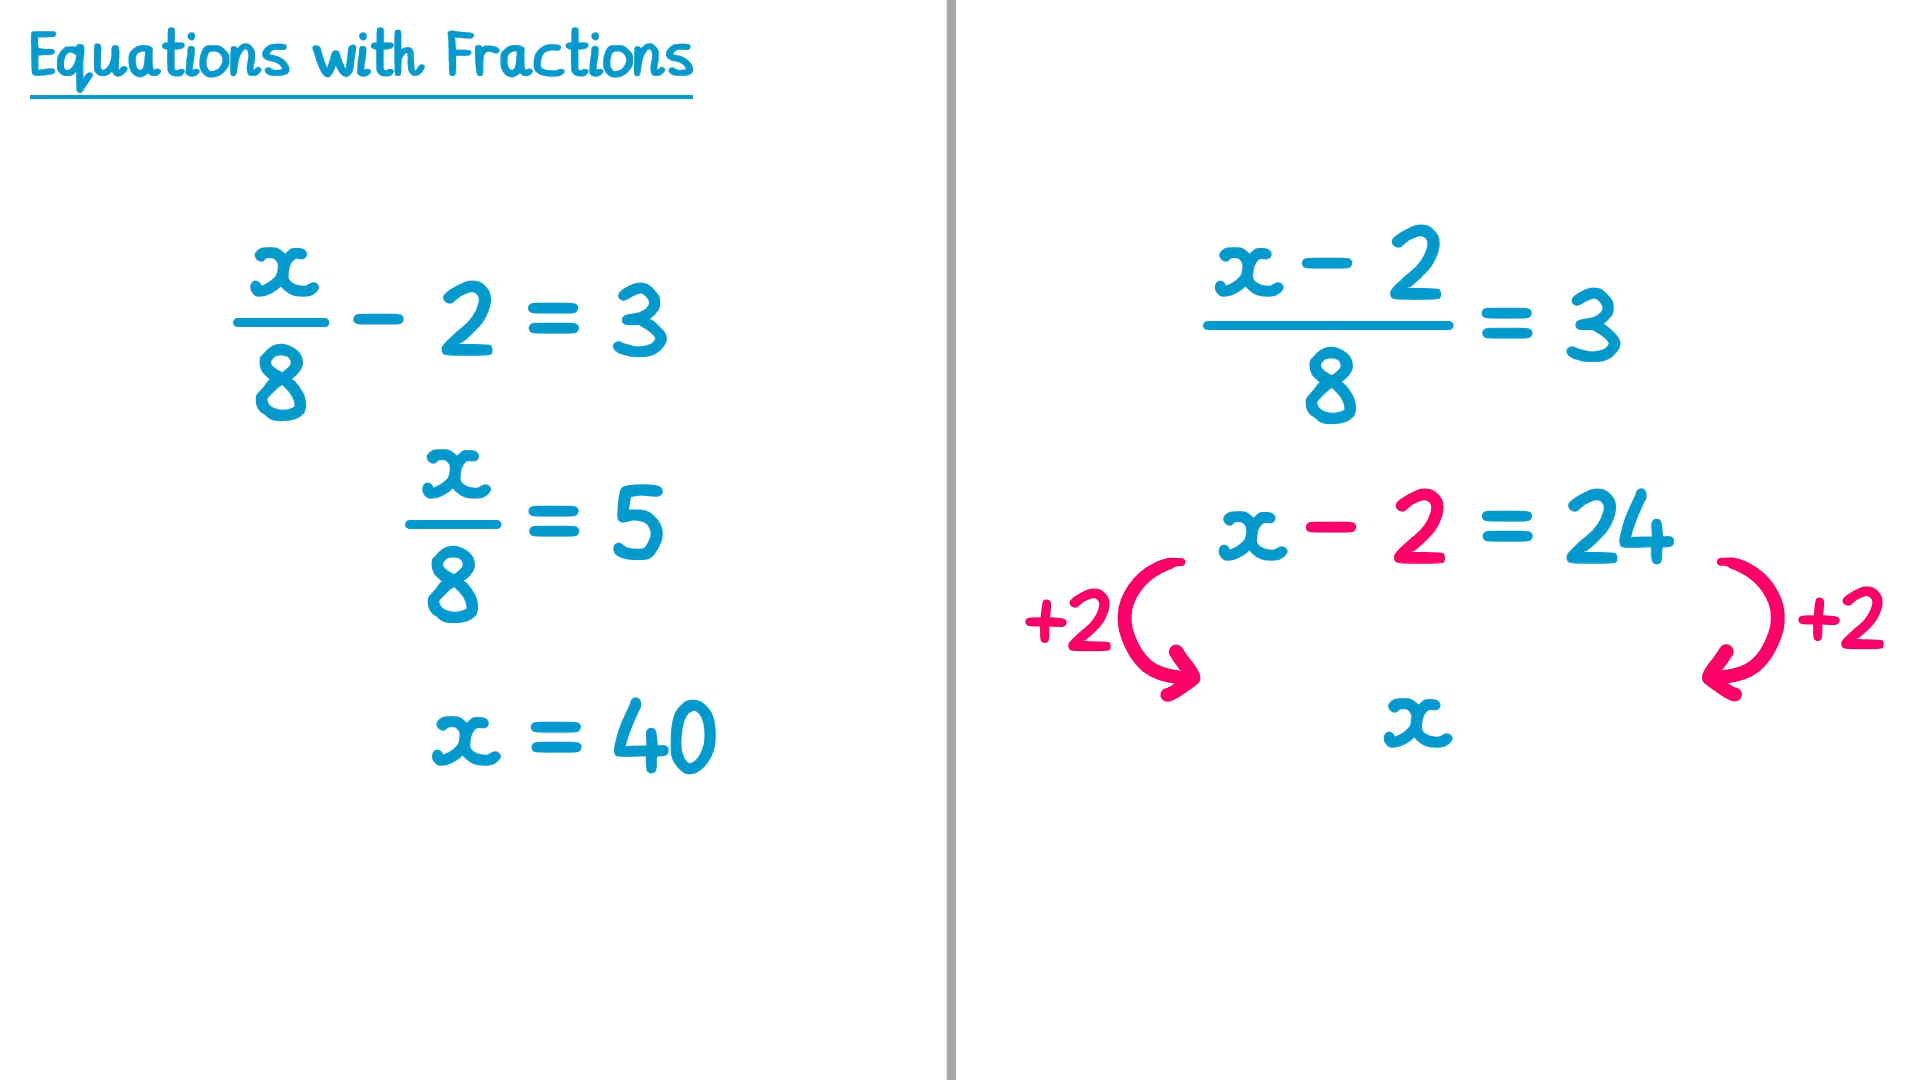 Equations with Fractions
x/8 − 2 = 3
x/8 = 5
x = 40
(x − 2)/8 = 3
x − 2 = 24
+2 +2
x